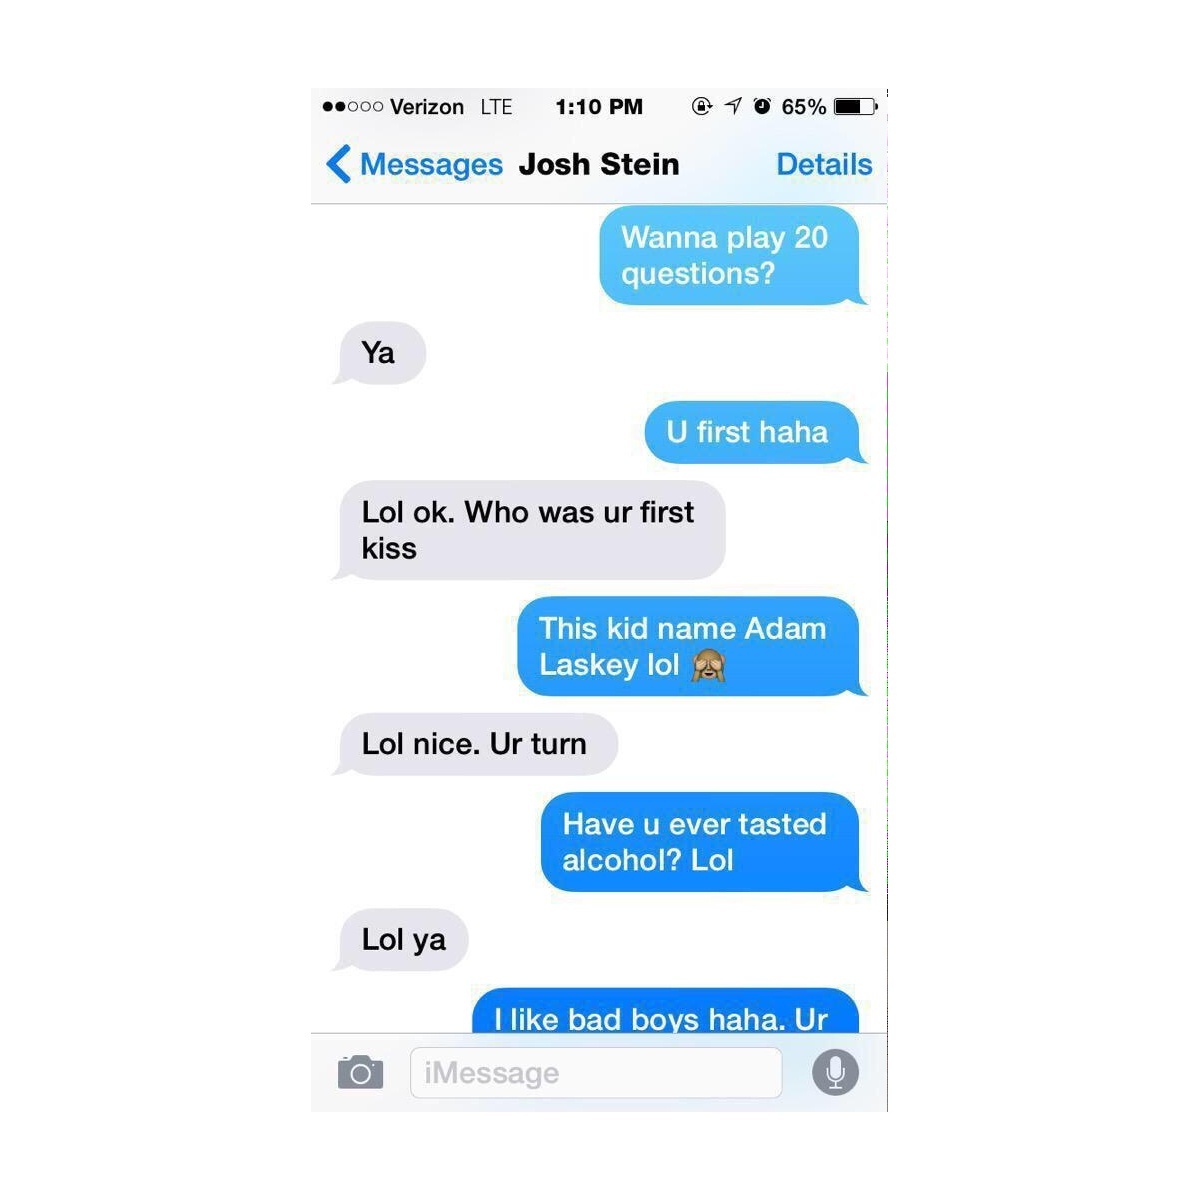 Verizon LTE 1:10 PM 65%
Messages Josh Stein Details
Wanna play 20
questions?
Ya
U first haha
Lol ok. Who was ur first
kiss
This kid name Adam
Laskey lol 🙈
Lol nice. Ur turn
Have u ever tasted
alcohol? Lol
Lol ya
I like bad boys haha. Ur
iMessage